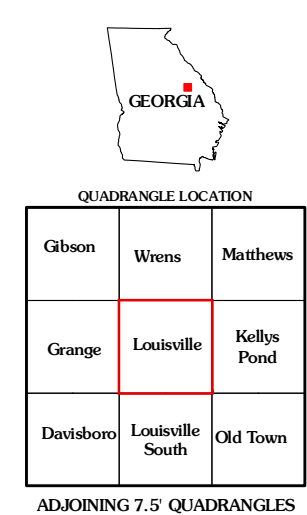 GEORGIA
QUADRANGLE LOCATION
Gibson
Wrens
Matthews
Grange
Louisville
Kellys
Pond
Davisboro
Louisville
South
Old Town
ADJOINING 7.5' QUADRANGLES